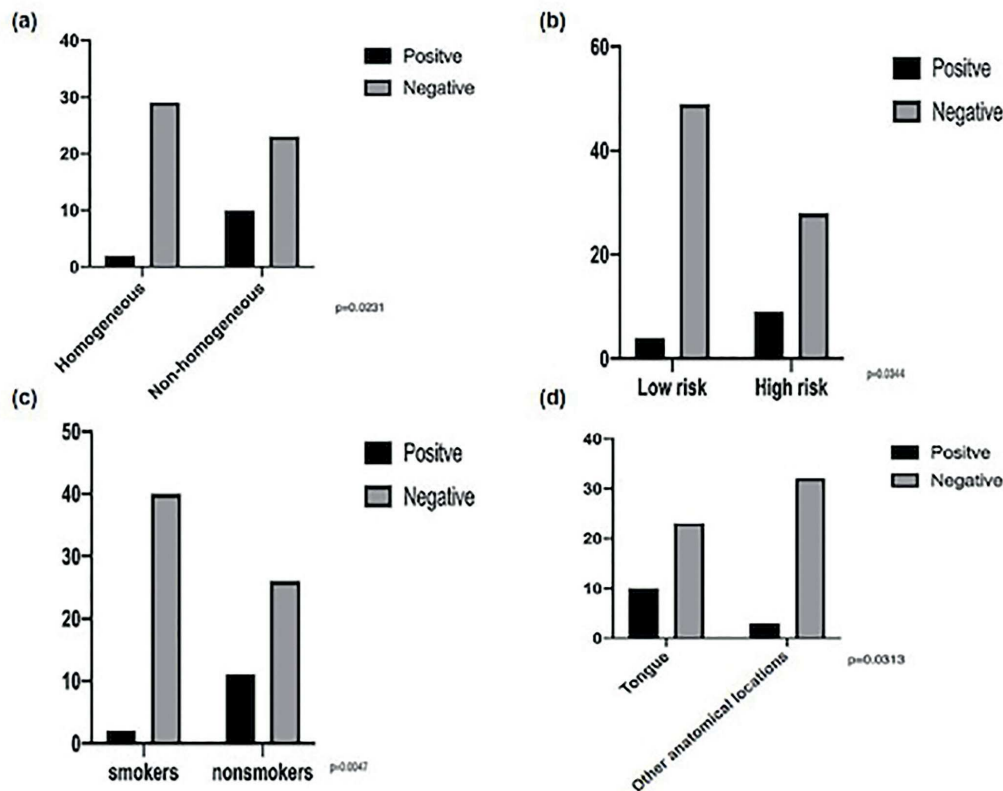 (a)
40
30
20
10
0
Positve
Negative
Homogeneous
Non-homogeneous
p=0.0231
(b)
60
40
20
0
Positve
Negative
Low risk
High risk
p=0.0344
(c)
50
40
30
20
10
0
Positve
Negative
smokers
nonsmokers
p=0.0047
(d)
40
30
20
10
0
Positve
Negative
Tongue
Other anatomical locations
p=0.0313